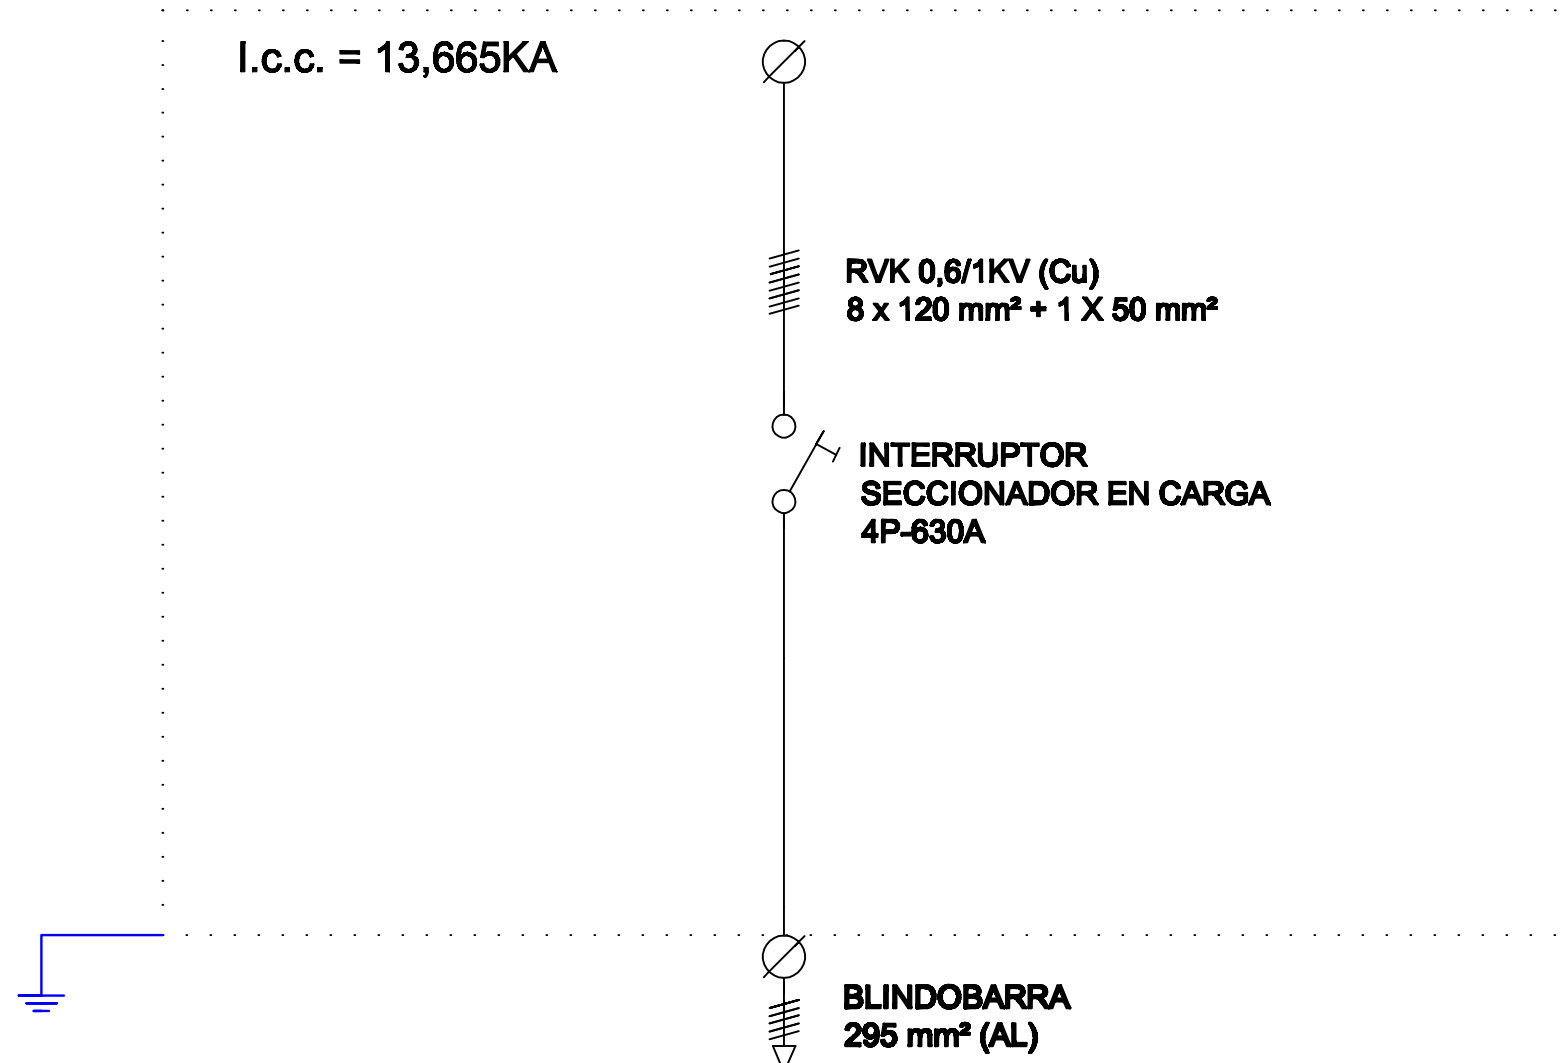 I.c.c. = 13,665KA
RVK 0,6/1KV (Cu)
8 x 120 mm² + 1 X 50 mm²
INTERRUPTOR
SECCIONADOR EN CARGA
4P-630A
BLINDOBARRA
295 mm² (AL)